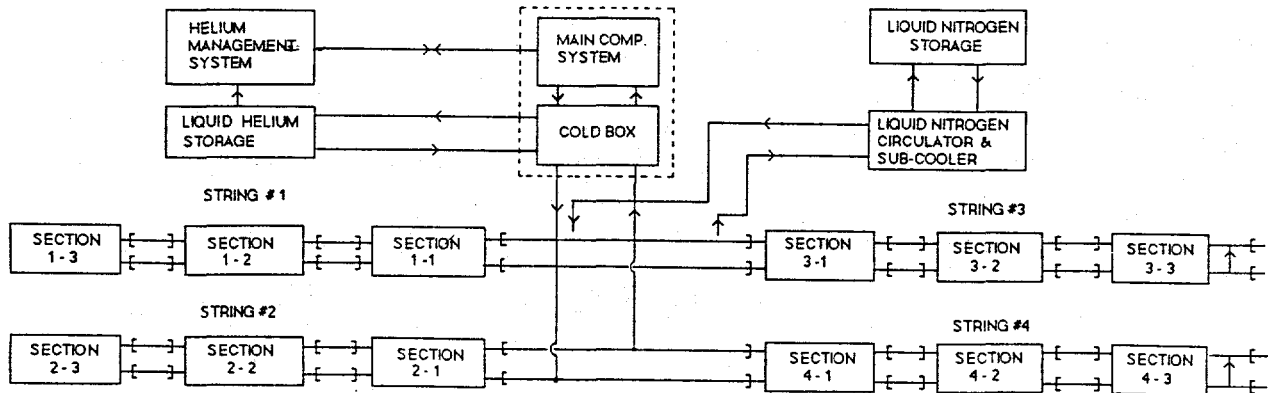 HELIUM
MANAGEMENT
SYSTEM
MAIN COMP.
SYSTEM
LIQUID NITROGEN
STORAGE
LIQUID HELIUM
STORAGE
COLD BOX
LIQUID NITROGEN
CIRCULATOR &
SUB-COOLER
STRING #1
STRING #3
SECTION
1-3
SECTION
1-2
SECTION
1-1
SECTION
3-1
SECTION
3-2
SECTION
3-3
STRING #2
STRING #4
SECTION
2-3
SECTION
2-2
SECTION
2-1
SECTION
4-1
SECTION
4-2
SECTION
4-3